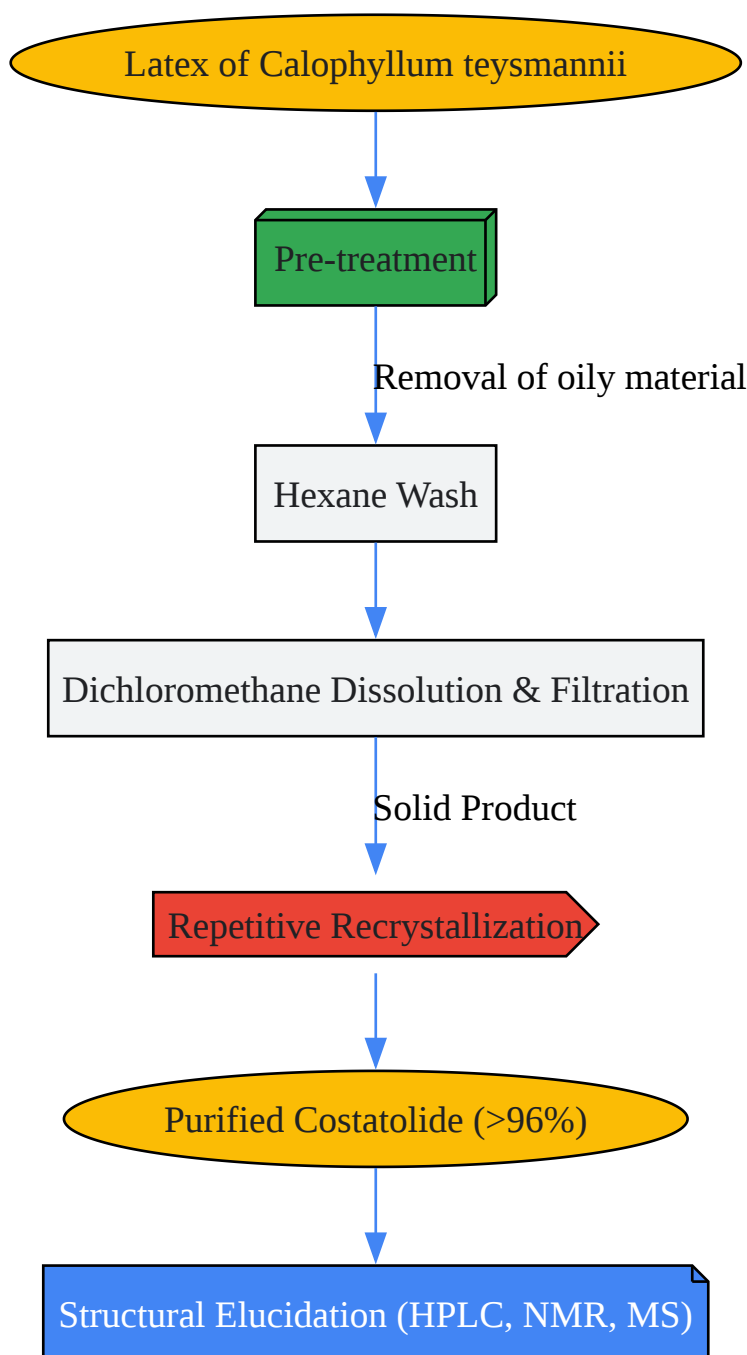 Latex of Calophyllum teysmannii
Pre-treatment
Removal of oily material
Hexane Wash
Dichloromethane Dissolution & Filtration
Solid Product
Repetitive Recrystallization
Purified Costatolide (>96%)
Structural Elucidation (HPLC, NMR, MS)